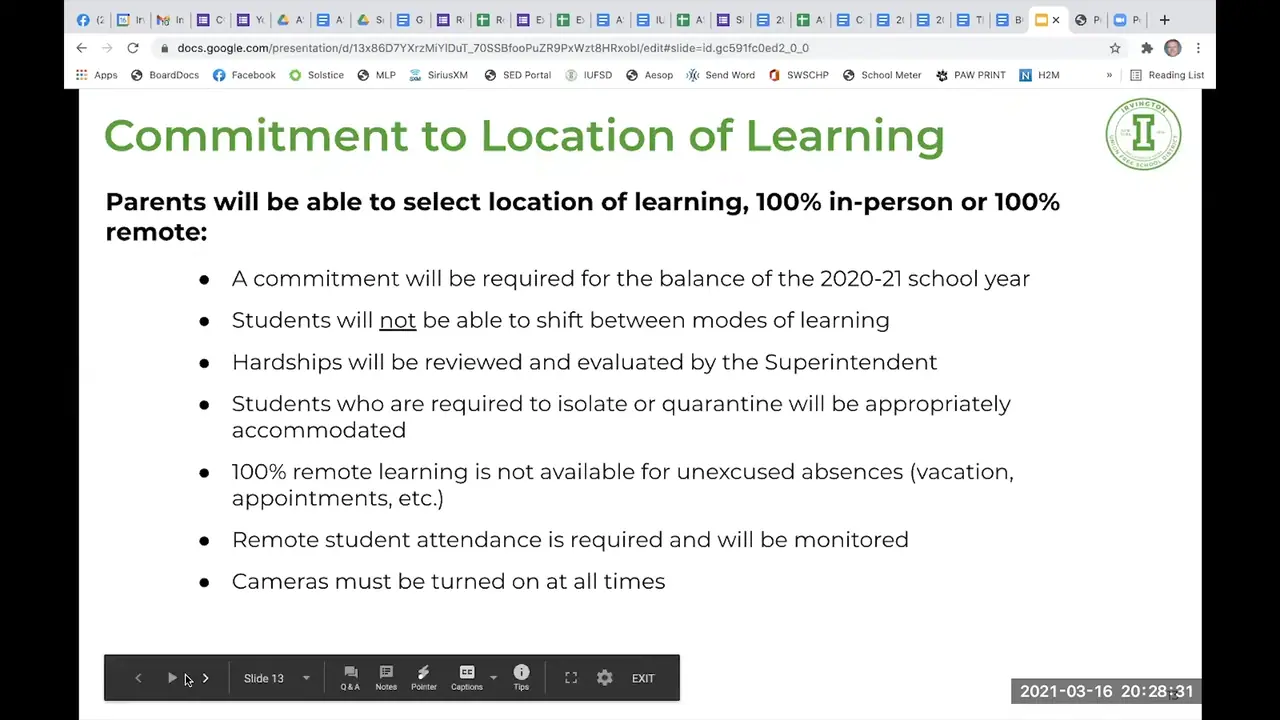 docs.google.com/presentation/d/13x86D7YXrzMiYlDuT_70SSBfooPuZR9PxWzt8HRxobI/edit#slide=id.gc591fc0ed2_0_0
Apps BoardDocs Facebook Solstice MLP SiriusXM SED Portal IUFSD Aesop Send Word SWSCHP School Meter PAW PRINT H2M » Reading List
Commitment to Location of Learning
IRVINGTON
I
UNION FREE SCHOOL DISTRICT
Parents will be able to select location of learning, 100% in-person or 100%
remote:
● A commitment will be required for the balance of the 2020-21 school year
● Students will not be able to shift between modes of learning
● Hardships will be reviewed and evaluated by the Superintendent
● Students who are required to isolate or quarantine will be appropriately
accommodated
● 100% remote learning is not available for unexcused absences (vacation,
appointments, etc.)
● Remote student attendance is required and will be monitored
● Cameras must be turned on at all times
Slide 13 Q & A Notes Pointer Captions Tips EXIT
2021-03-16 20:28:31